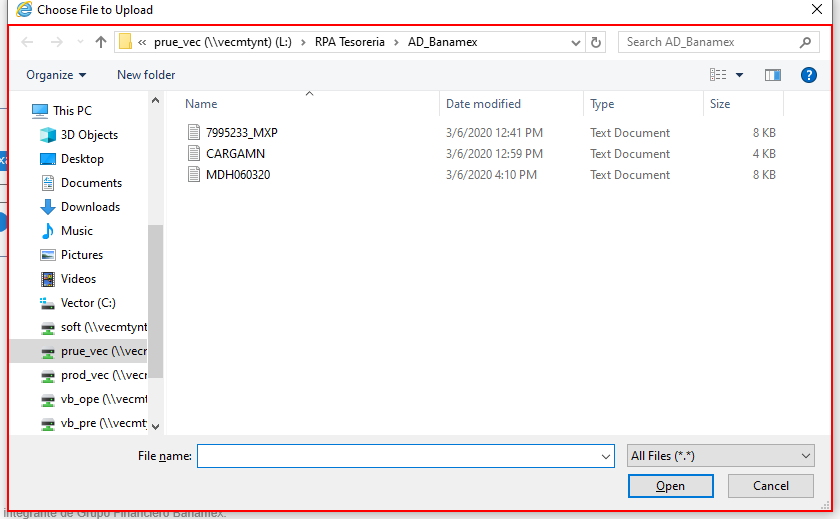 Choose File to Upload
« prue_vec (\\vecmtynt) (L:) > RPA Tesoreria > AD_Banamex
Search AD_Banamex
Organize
New folder
?
Name
Date modified
Type
Size
7995233_MXP 3/6/2020 12:41 PM Text Document 8 KB
CARGAMN 3/6/2020 12:59 PM Text Document 4 KB
MDH060320 3/6/2020 4:10 PM Text Document 8 KB
This PC
3D Objects
Desktop
Documents
Downloads
Music
Pictures
Videos
Vector (C:)
soft (\\vecmtynt
prue_vec (\\vecr
prod_vec (\\vec
vb_ope (\\vecmt
vb_pre (\\vecmty
File name:
All Files (*.*)
Open
Cancel
integrante de Grupo Financiero Banamex.